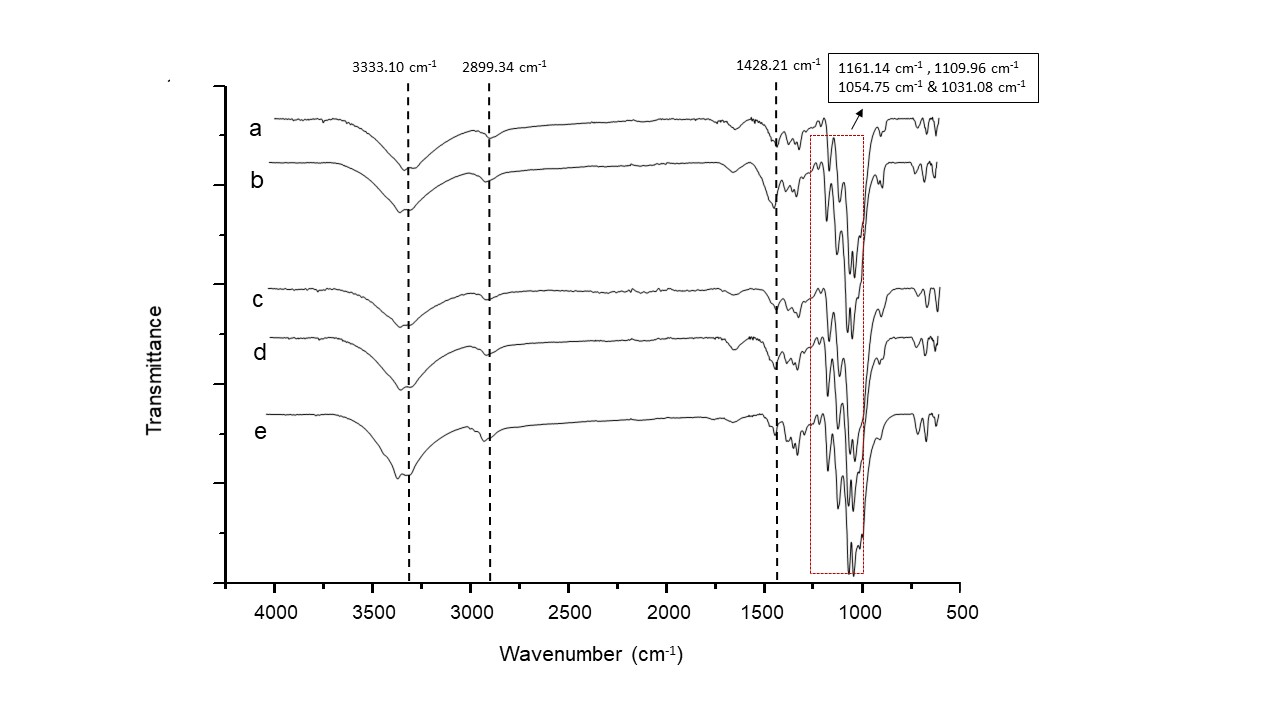 3333.10 cm-1 2899.34 cm-1 1428.21 cm-1
1161.14 cm-1 , 1109.96 cm-1
1054.75 cm-1 & 1031.08 cm-1
a
b
c
d
e
Transmittance
4000 3500 3000 2500 2000 1500 1000 500
Wavenumber (cm-1)